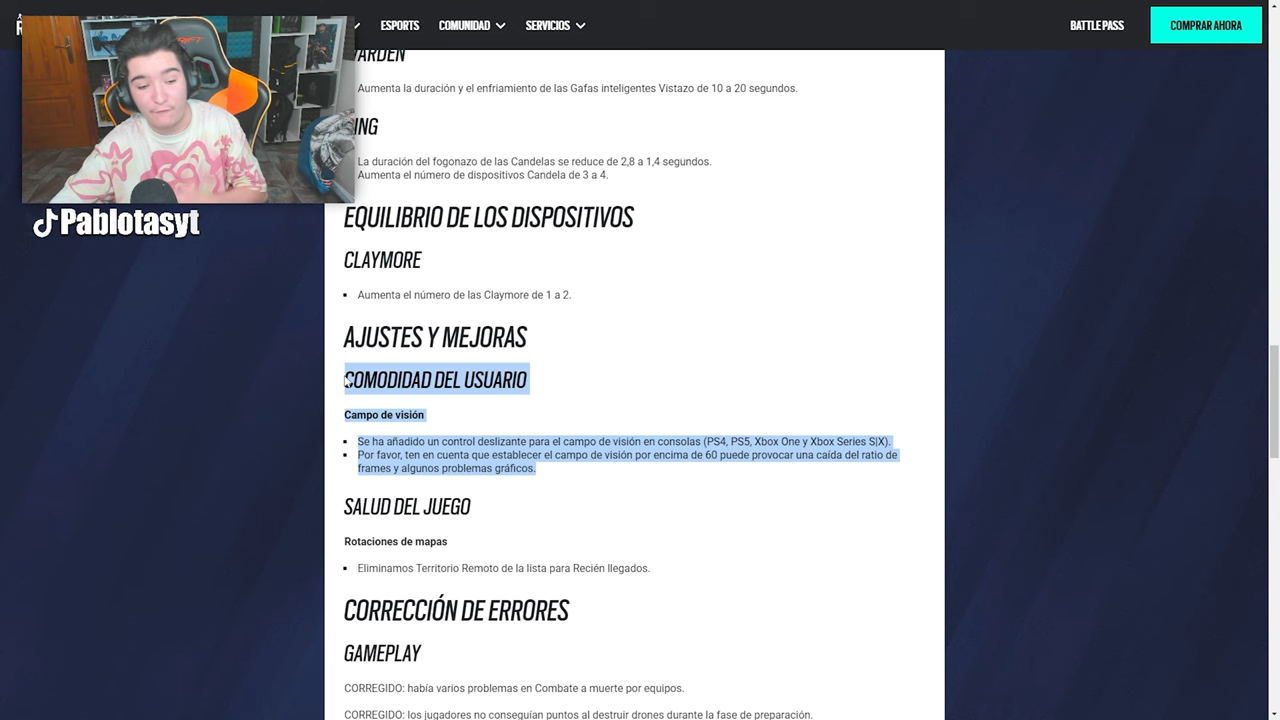 ESPORTS
COMUNIDAD
SERVICIOS
BATTLE PASS
COMPRAR AHORA
Aumenta la duración y el enfriamiento de las Gafas inteligentes Vistazo de 10 a 20 segundos.
La duración del fogonazo de las Candelas se reduce de 2,8 a 1,4 segundos.
Aumenta el número de dispositivos Candela de 3 a 4.
Pablotasyt
EQUILIBRIO DE LOS DISPOSITIVOS
CLAYMORE
Aumenta el número de las Claymore de 1 a 2.
AJUSTES Y MEJORAS
COMODIDAD DEL USUARIO
Campo de visión
Se ha añadido un control deslizante para el campo de visión en consolas (PS4, PS5, Xbox One y Xbox Series S|X).
Por favor, ten en cuenta que establecer el campo de visión por encima de 60 puede provocar una caída del ratio de
frames y algunos problemas gráficos.
SALUD DEL JUEGO
Rotaciones de mapas
Eliminamos Territorio Remoto de la lista para Recién llegados.
CORRECCIÓN DE ERRORES
GAMEPLAY
CORREGIDO: había varios problemas en Combate a muerte por equipos.
CORREGIDO: los jugadores no conseguían puntos al destruir drones durante la fase de preparación.